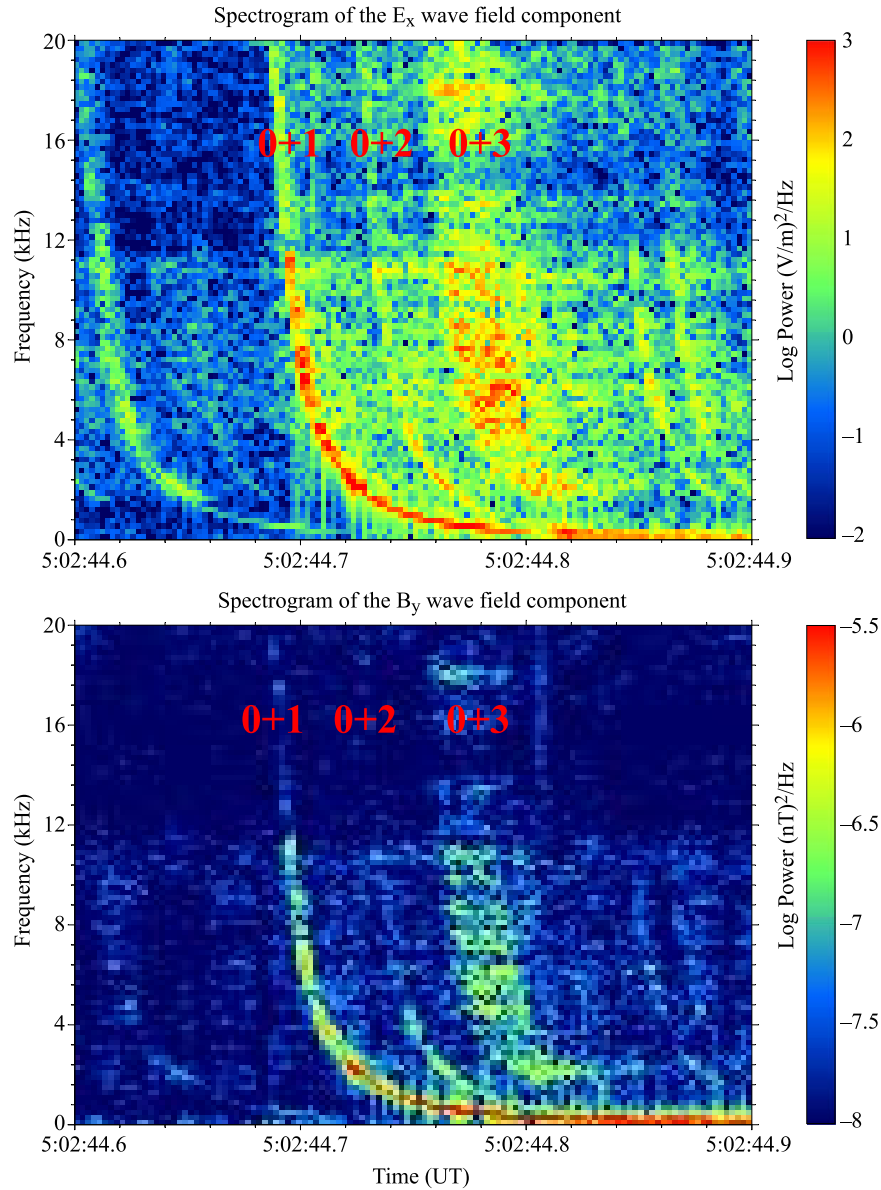 Spectrogram of the Ex wave field component
20
16
12
8
4
0
Frequency (kHz)
0+1 0+2 0+3
5:02:44.6 5:02:44.7 5:02:44.8 5:02:44.9
3
2
1
0
–1
–2
Log Power (V/m)2/Hz
Spectrogram of the By wave field component
20
16
12
8
4
0
Frequency (kHz)
0+1 0+2 0+3
5:02:44.6 5:02:44.7 5:02:44.8 5:02:44.9
Time (UT)
–5.5
–6
–6.5
–7
–7.5
–8
Log Power (nT)2/Hz